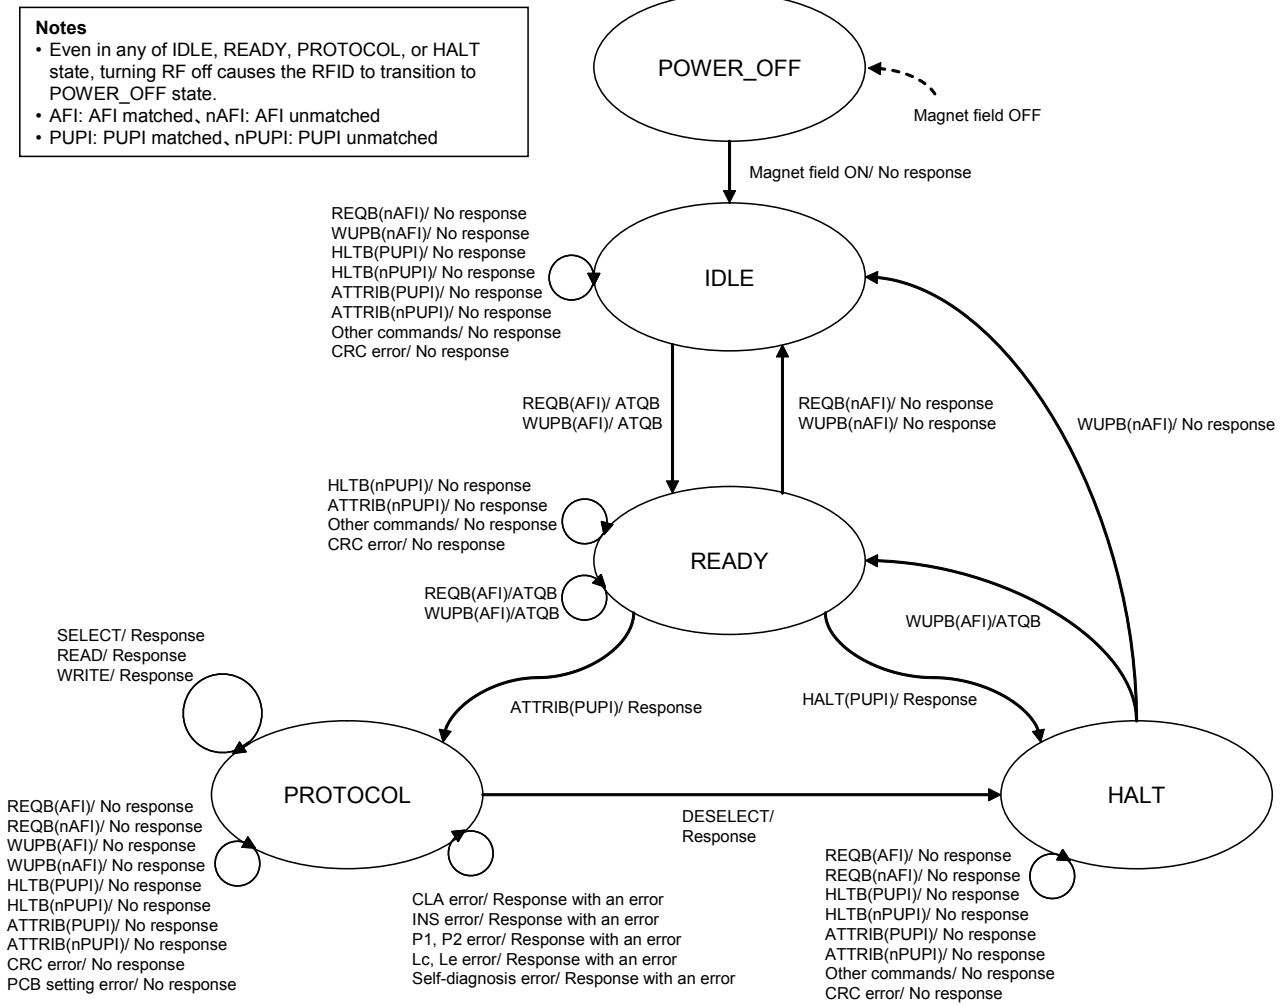 Notes
• Even in any of IDLE, READY, PROTOCOL, or HALT
state, turning RF off causes the RFID to transition to
POWER_OFF state.
• AFI: AFI matched、nAFI: AFI unmatched
• PUPI: PUPI matched、nPUPI: PUPI unmatched
POWER_OFF
Magnet field OFF
Magnet field ON/ No response
REQB(nAFI)/ No response
WUPB(nAFI)/ No response
HLTB(PUPI)/ No response
HLTB(nPUPI)/ No response
ATTRIB(PUPI)/ No response
ATTRIB(nPUPI)/ No response
Other commands/ No response
CRC error/ No response
IDLE
REQB(AFI)/ ATQB
WUPB(AFI)/ ATQB
REQB(nAFI)/ No response
WUPB(nAFI)/ No response
WUPB(nAFI)/ No response
HLTB(nPUPI)/ No response
ATTRIB(nPUPI)/ No response
Other commands/ No response
CRC error/ No response
READY
REQB(AFI)/ATQB
WUPB(AFI)/ATQB
WUPB(AFI)/ATQB
SELECT/ Response
READ/ Response
WRITE/ Response
ATTRIB(PUPI)/ Response
HALT(PUPI)/ Response
PROTOCOL
HALT
DESELECT/
Response
REQB(AFI)/ No response
REQB(nAFI)/ No response
WUPB(AFI)/ No response
WUPB(nAFI)/ No response
HLTB(PUPI)/ No response
HLTB(nPUPI)/ No response
ATTRIB(PUPI)/ No response
ATTRIB(nPUPI)/ No response
CRC error/ No response
PCB setting error/ No response
CLA error/ Response with an error
INS error/ Response with an error
P1, P2 error/ Response with an error
Lc, Le error/ Response with an error
Self-diagnosis error/ Response with an error
REQB(AFI)/ No response
REQB(nAFI)/ No response
HLTB(PUPI)/ No response
HLTB(nPUPI)/ No response
ATTRIB(PUPI)/ No response
ATTRIB(nPUPI)/ No response
Other commands/ No response
CRC error/ No response